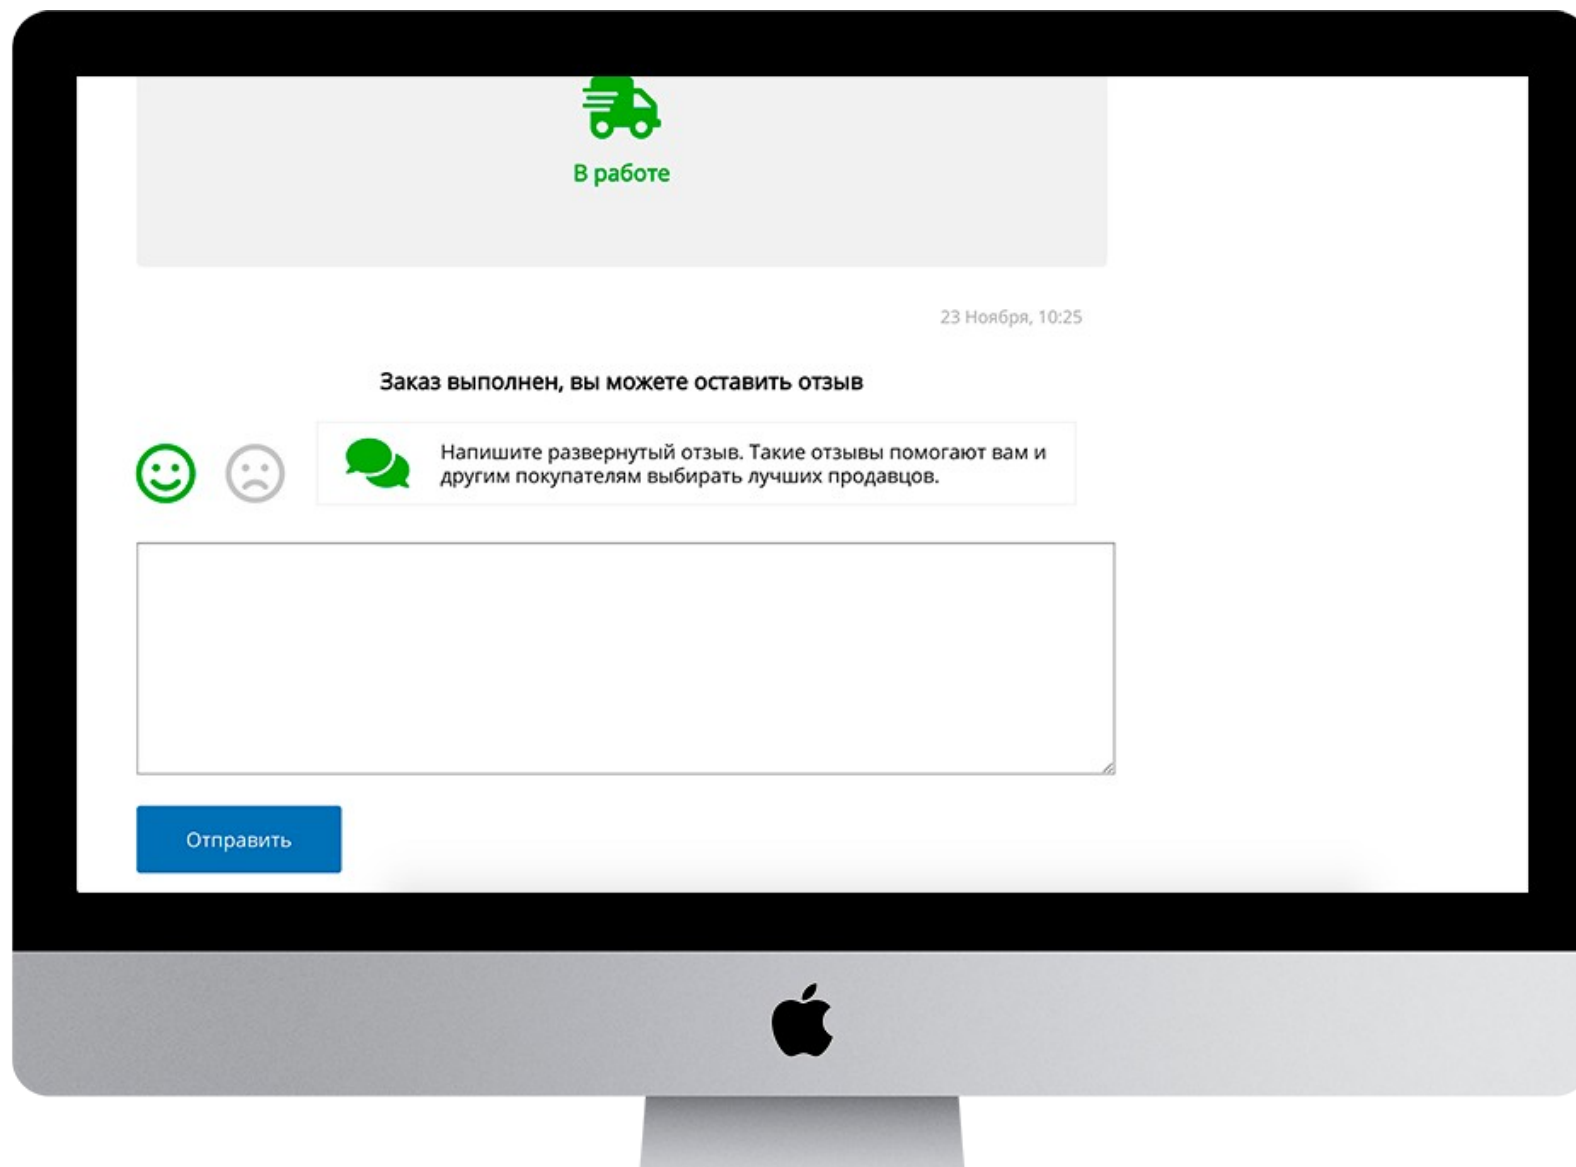 В работе
23 Ноября, 10:25
Заказ выполнен, вы можете оставить отзыв
Напишите развернутый отзыв. Такие отзывы помогают вам и
другим покупателям выбирать лучших продавцов.
Отправить